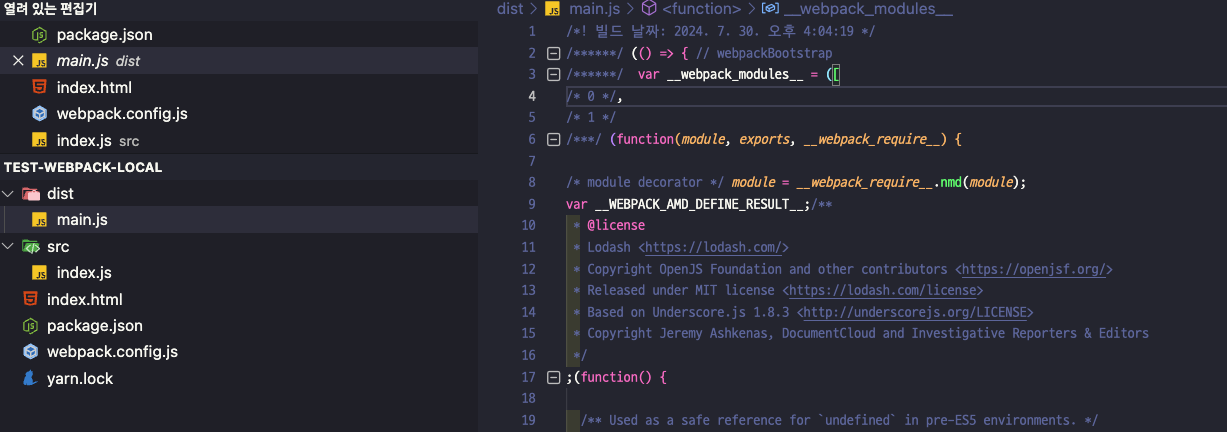 열려 있는 편집기
package.json
main.js dist
index.html
webpack.config.js
index.js src
TEST-WEBPACK-LOCAL
dist
main.js
src
index.js
index.html
package.json
webpack.config.js
yarn.lock
dist > JS main.js > <function> > __webpack_modules__
1 /*! 빌드 날짜: 2024. 7. 30. 오후 4:04:19 */
2 /******/ (() => { // webpackBootstrap
3 /******/ var __webpack_modules__ = ([
4 /* 0 */,
5 /* 1 */
6 /***/ (function(module, exports, __webpack_require__) {
7
8 /* module decorator */ module = __webpack_require__.nmd(module);
9 var __WEBPACK_AMD_DEFINE_RESULT__;/**
10 * @license
11 * Lodash <https://lodash.com/>
12 * Copyright OpenJS Foundation and other contributors <https://openjsf.org/>
13 * Released under MIT license <https://lodash.com/license>
14 * Based on Underscore.js 1.8.3 <http://underscorejs.org/LICENSE>
15 * Copyright Jeremy Ashkenas, DocumentCloud and Investigative Reporters & Editors
16 */
17 ;(function() {
18
19 /** Used as a safe reference for `undefined` in pre-ES5 environments. */